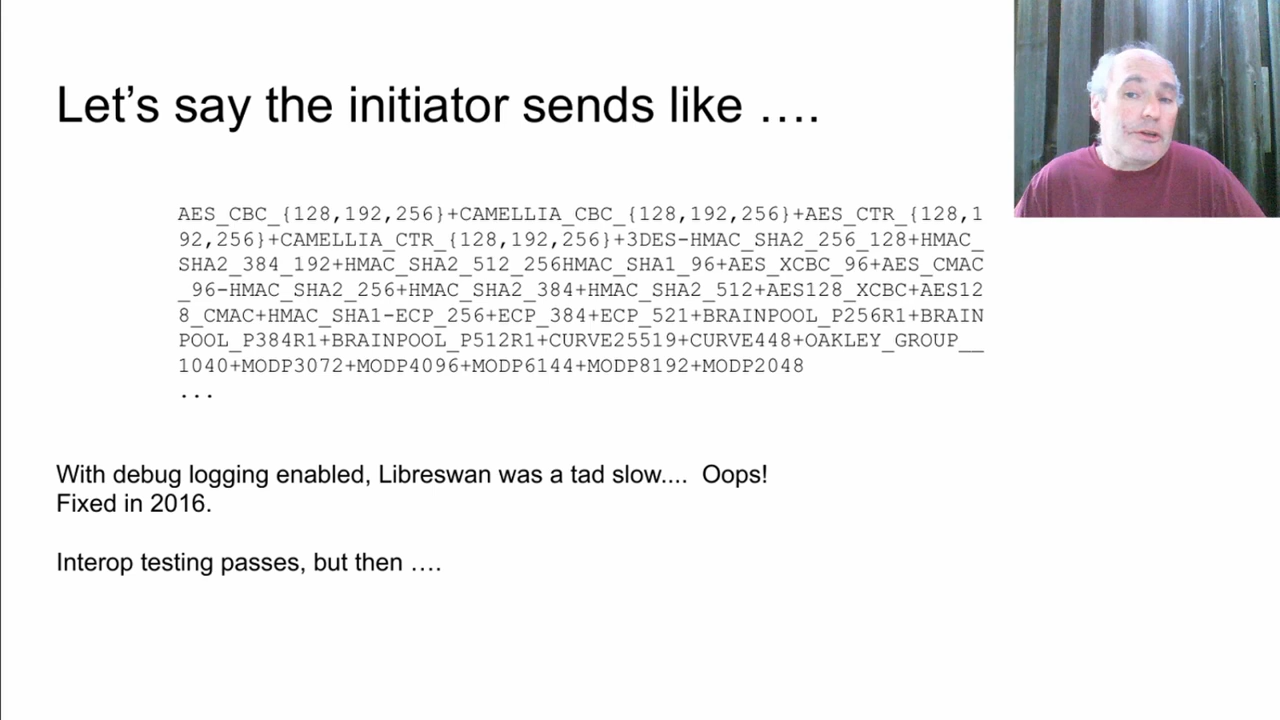 Let’s say the initiator sends like ….
AES_CBC_{128,192,256}+CAMELLIA_CBC_{128,192,256}+AES_CTR_{128,1
92,256}+CAMELLIA_CTR_{128,192,256}+3DES-HMAC_SHA2_256_128+HMAC_
SHA2_384_192+HMAC_SHA2_512_256HMAC_SHA1_96+AES_XCBC_96+AES_CMAC
_96-HMAC_SHA2_256+HMAC_SHA2_384+HMAC_SHA2_512+AES128_XCBC+AES12
8_CMAC+HMAC_SHA1-ECP_256+ECP_384+ECP_521+BRAINPOOL_P256R1+BRAIN
POOL_P384R1+BRAINPOOL_P512R1+CURVE25519+CURVE448+OAKLEY_GROUP__
1040+MODP3072+MODP4096+MODP6144+MODP8192+MODP2048
...
With debug logging enabled, Libreswan was a tad slow.... Oops!
Fixed in 2016.
Interop testing passes, but then ….